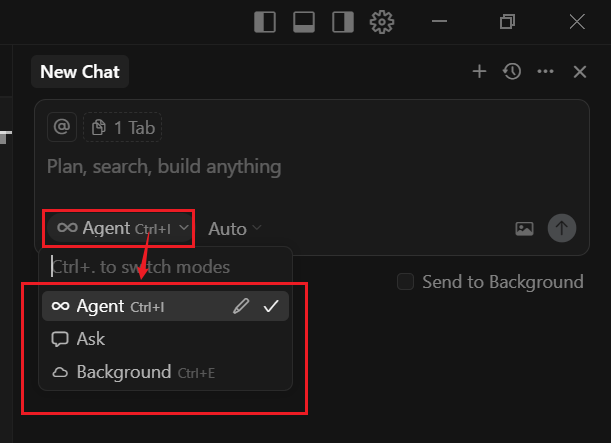 New Chat
@ 1 Tab
Plan, search, build anything
Agent Ctrl+I Auto
Ctrl+. to switch modes
Send to Background
Agent Ctrl+I
Ask
Background Ctrl+E